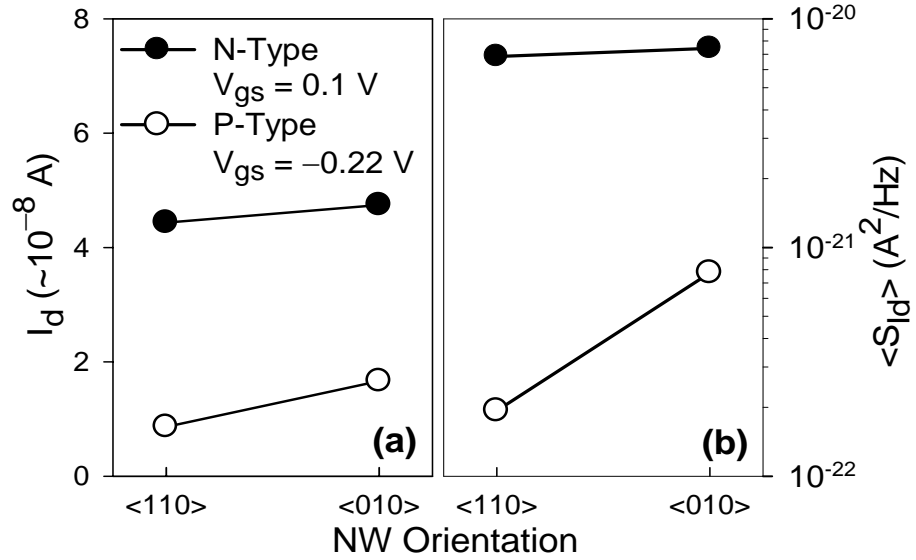 8
6
4
2
0
I_d (~10^−8 A)
N-Type
V_gs = 0.1 V
P-Type
V_gs = −0.22 V
(a)
(b)
10^-20
10^-21
10^-22
<S_Id> (A^2/Hz)
<110> <010> <110> <010>
NW Orientation